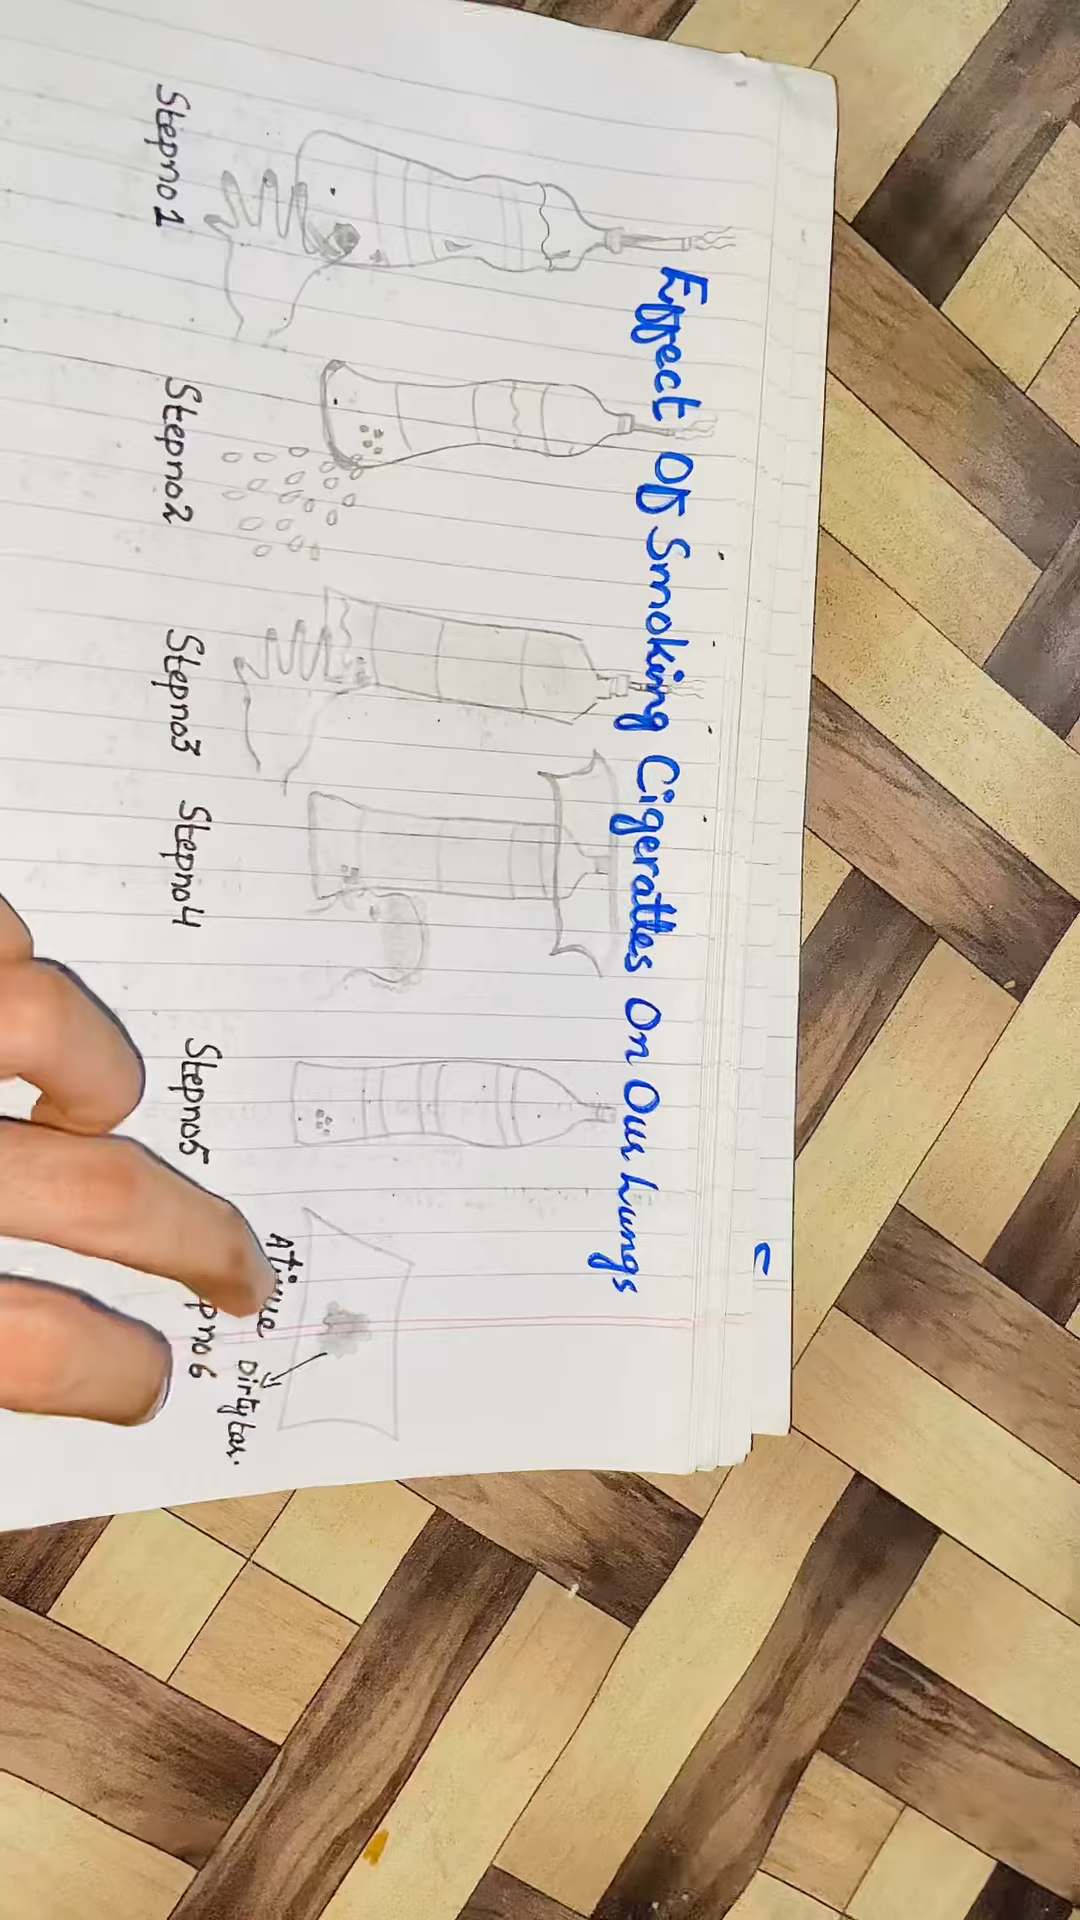 Effect Of Smoking Cigerattes On Our Lungs
Stepno1
Stepno2
Stepno3
Stepno4
Stepno5
pno6
Dirty tar.